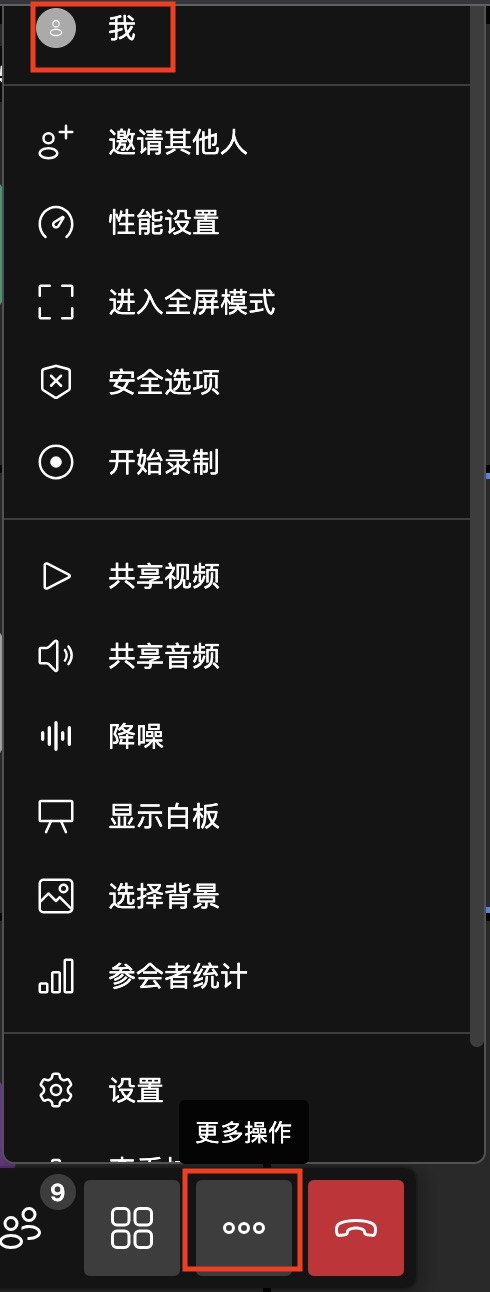 我
邀请其他人
性能设置
进入全屏模式
安全选项
开始录制
共享视频
共享音频
降噪
显示白板
选择背景
参会者统计
设置
更多操作
9